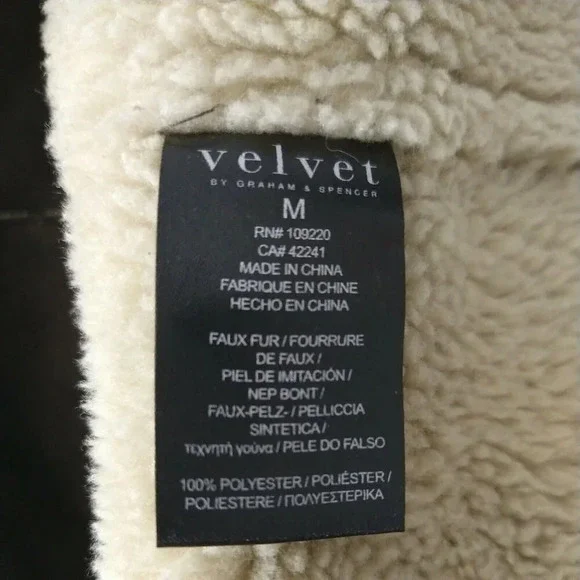 velvet
BY GRAHAM & SPENCER
M
RN# 109220
CA# 42241
MADE IN CHINA
FABRIQUE EN CHINE
HECHO EN CHINA
FAUX FUR / FOURRURE
DE FAUX /
PIEL DE IMITACIÓN /
NEP BONT /
FAUX-PELZ- / PELLICCIA
SINTETICA /
τεχνητή γούνα / PELE DO FALSO
100% POLYESTER / POLIÉSTER /
POLIESTERE / ΠΟΛΥΕΣΤΕΡΙΚΑ